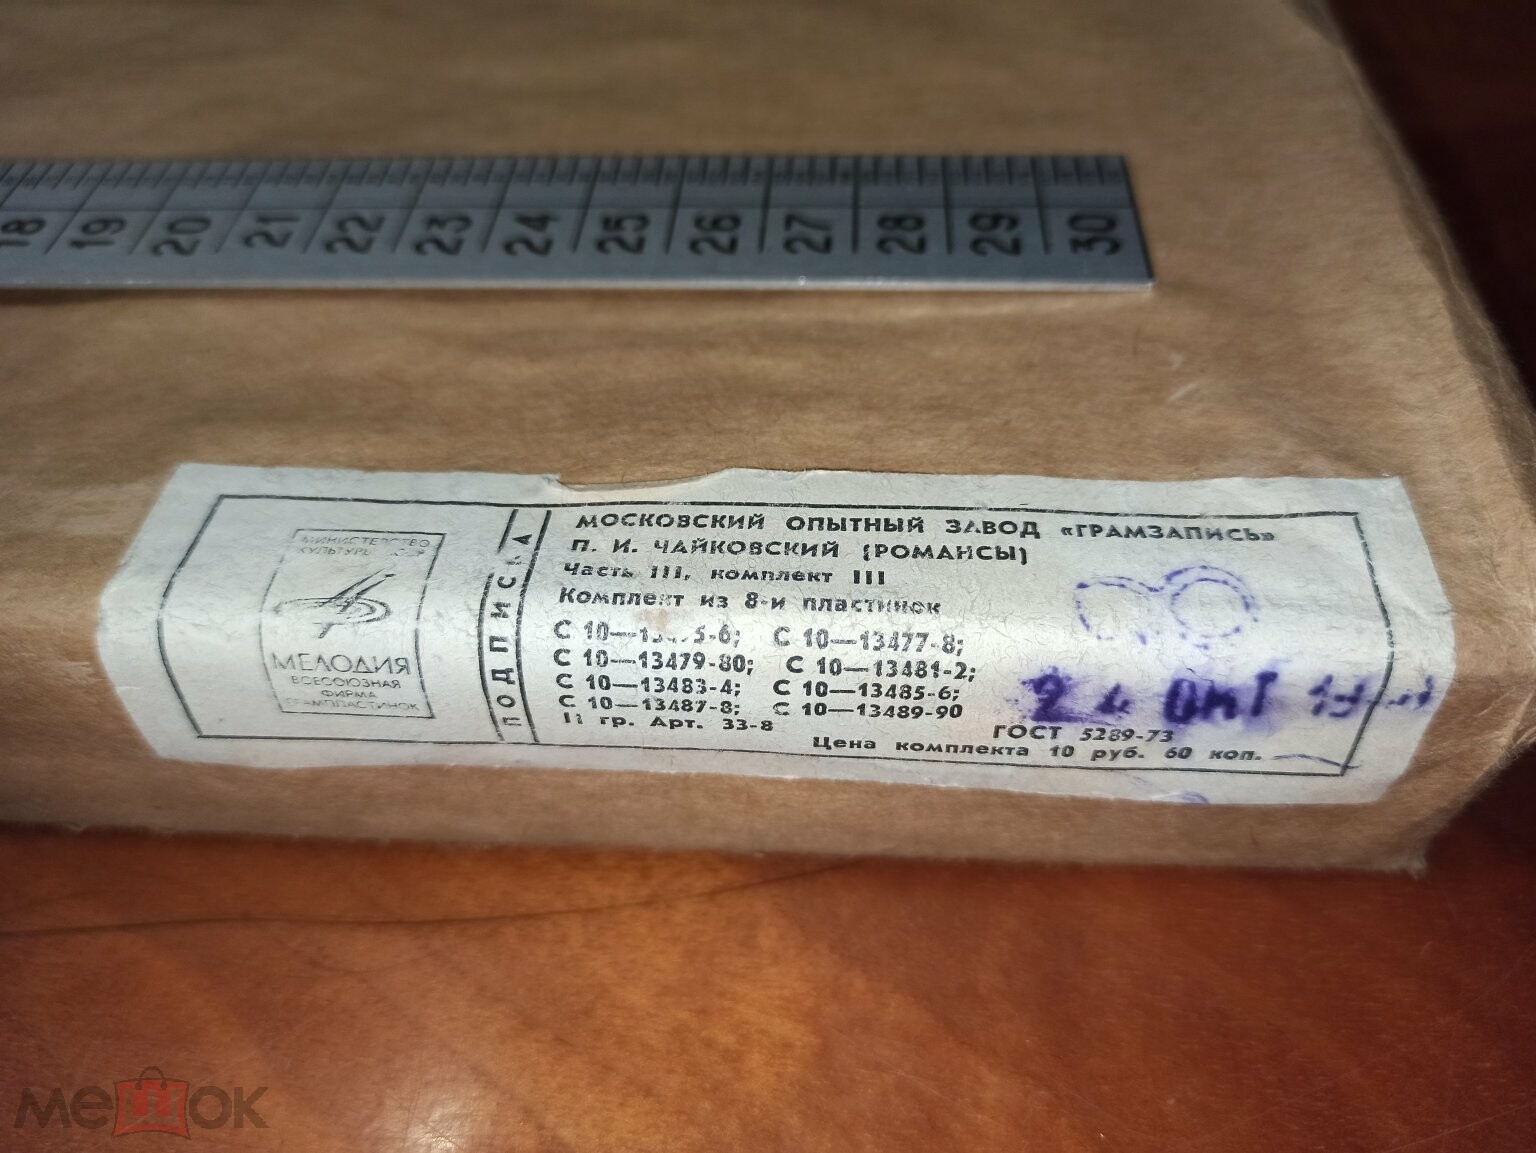 18 19 20 21 22 23 24 25 26 27 28 29 30
МИНИСТЕРСТВО
КУЛЬТУРЫ
МЕЛОДИЯ
ВСЕСОЮЗНАЯ
ФИРМА
ГРАМПЛАСТИНОК
ПОДПИСКА
МОСКОВСКИЙ ОПЫТНЫЙ ЗАВОД «ГРАМЗАПИСЬ»
П. И. ЧАЙКОВСКИЙ (РОМАНСЫ)
Часть III, комплект III
Комплект из 8-и пластинок
С 10— С 10—13477-8;
С 10—13479-80; С 10—13481-2;
С 10—13483-4; С 10—13485-6;
С 10—13487-8; С 10—13489-90
II гр. Арт. 33-8
ГОСТ 5289-73
Цена комплекта 10 руб. 60 коп.
24 ОКТ
мешок